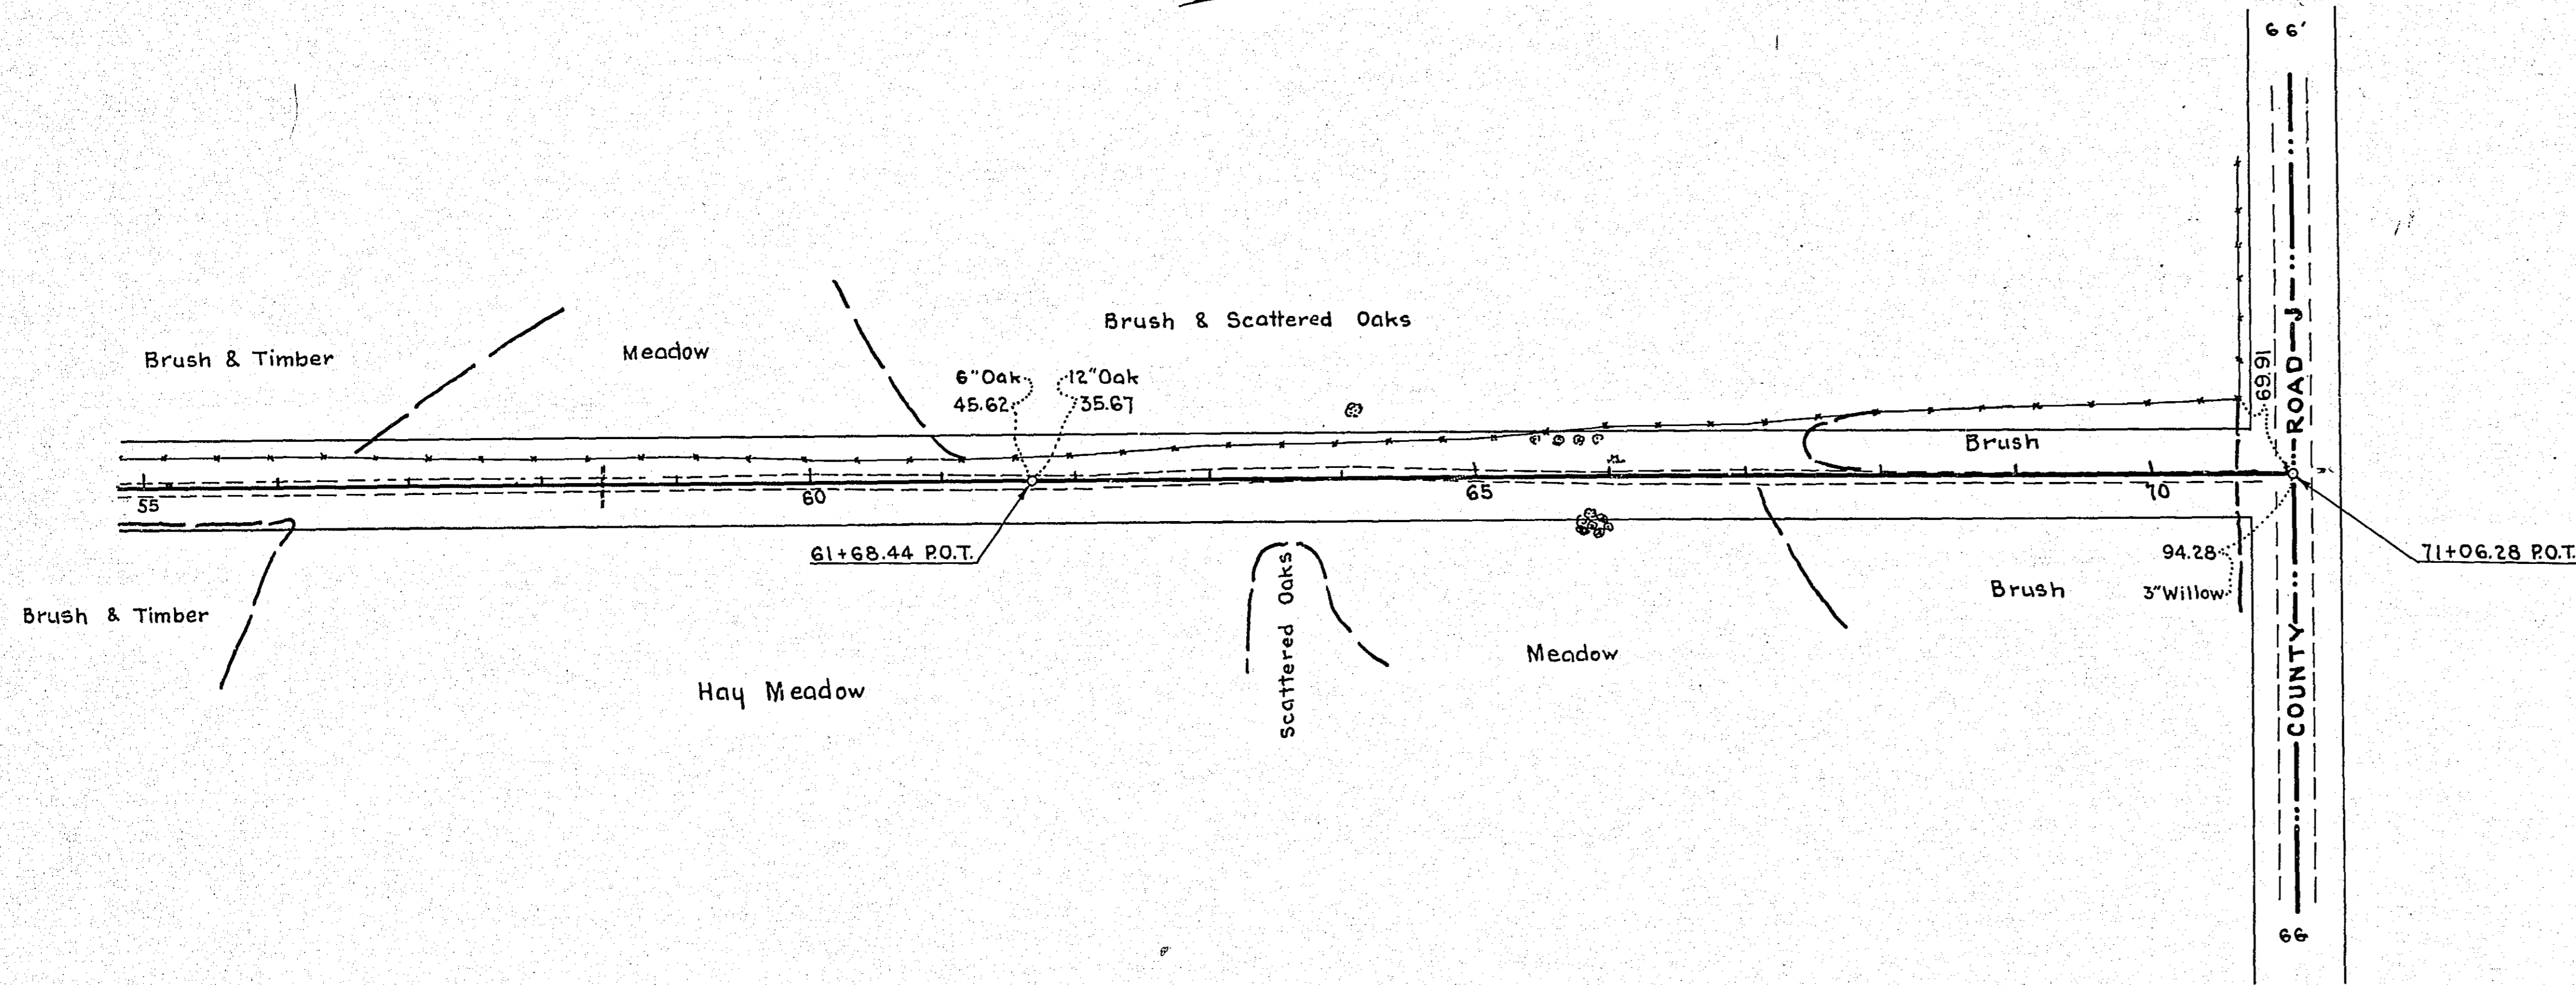 66'
Brush & Scattered Oaks
Brush & Timber
Meadow
6"Oak
12"Oak
45.62
35.67
69.91
Brush
55
60
65
70
61+68.44 P.O.T.
94.28
71+06.28 P.O.T.
3"Willow
Brush
Brush & Timber
Scattered Oaks
Meadow
Hay Meadow
COUNTY ROAD J
66